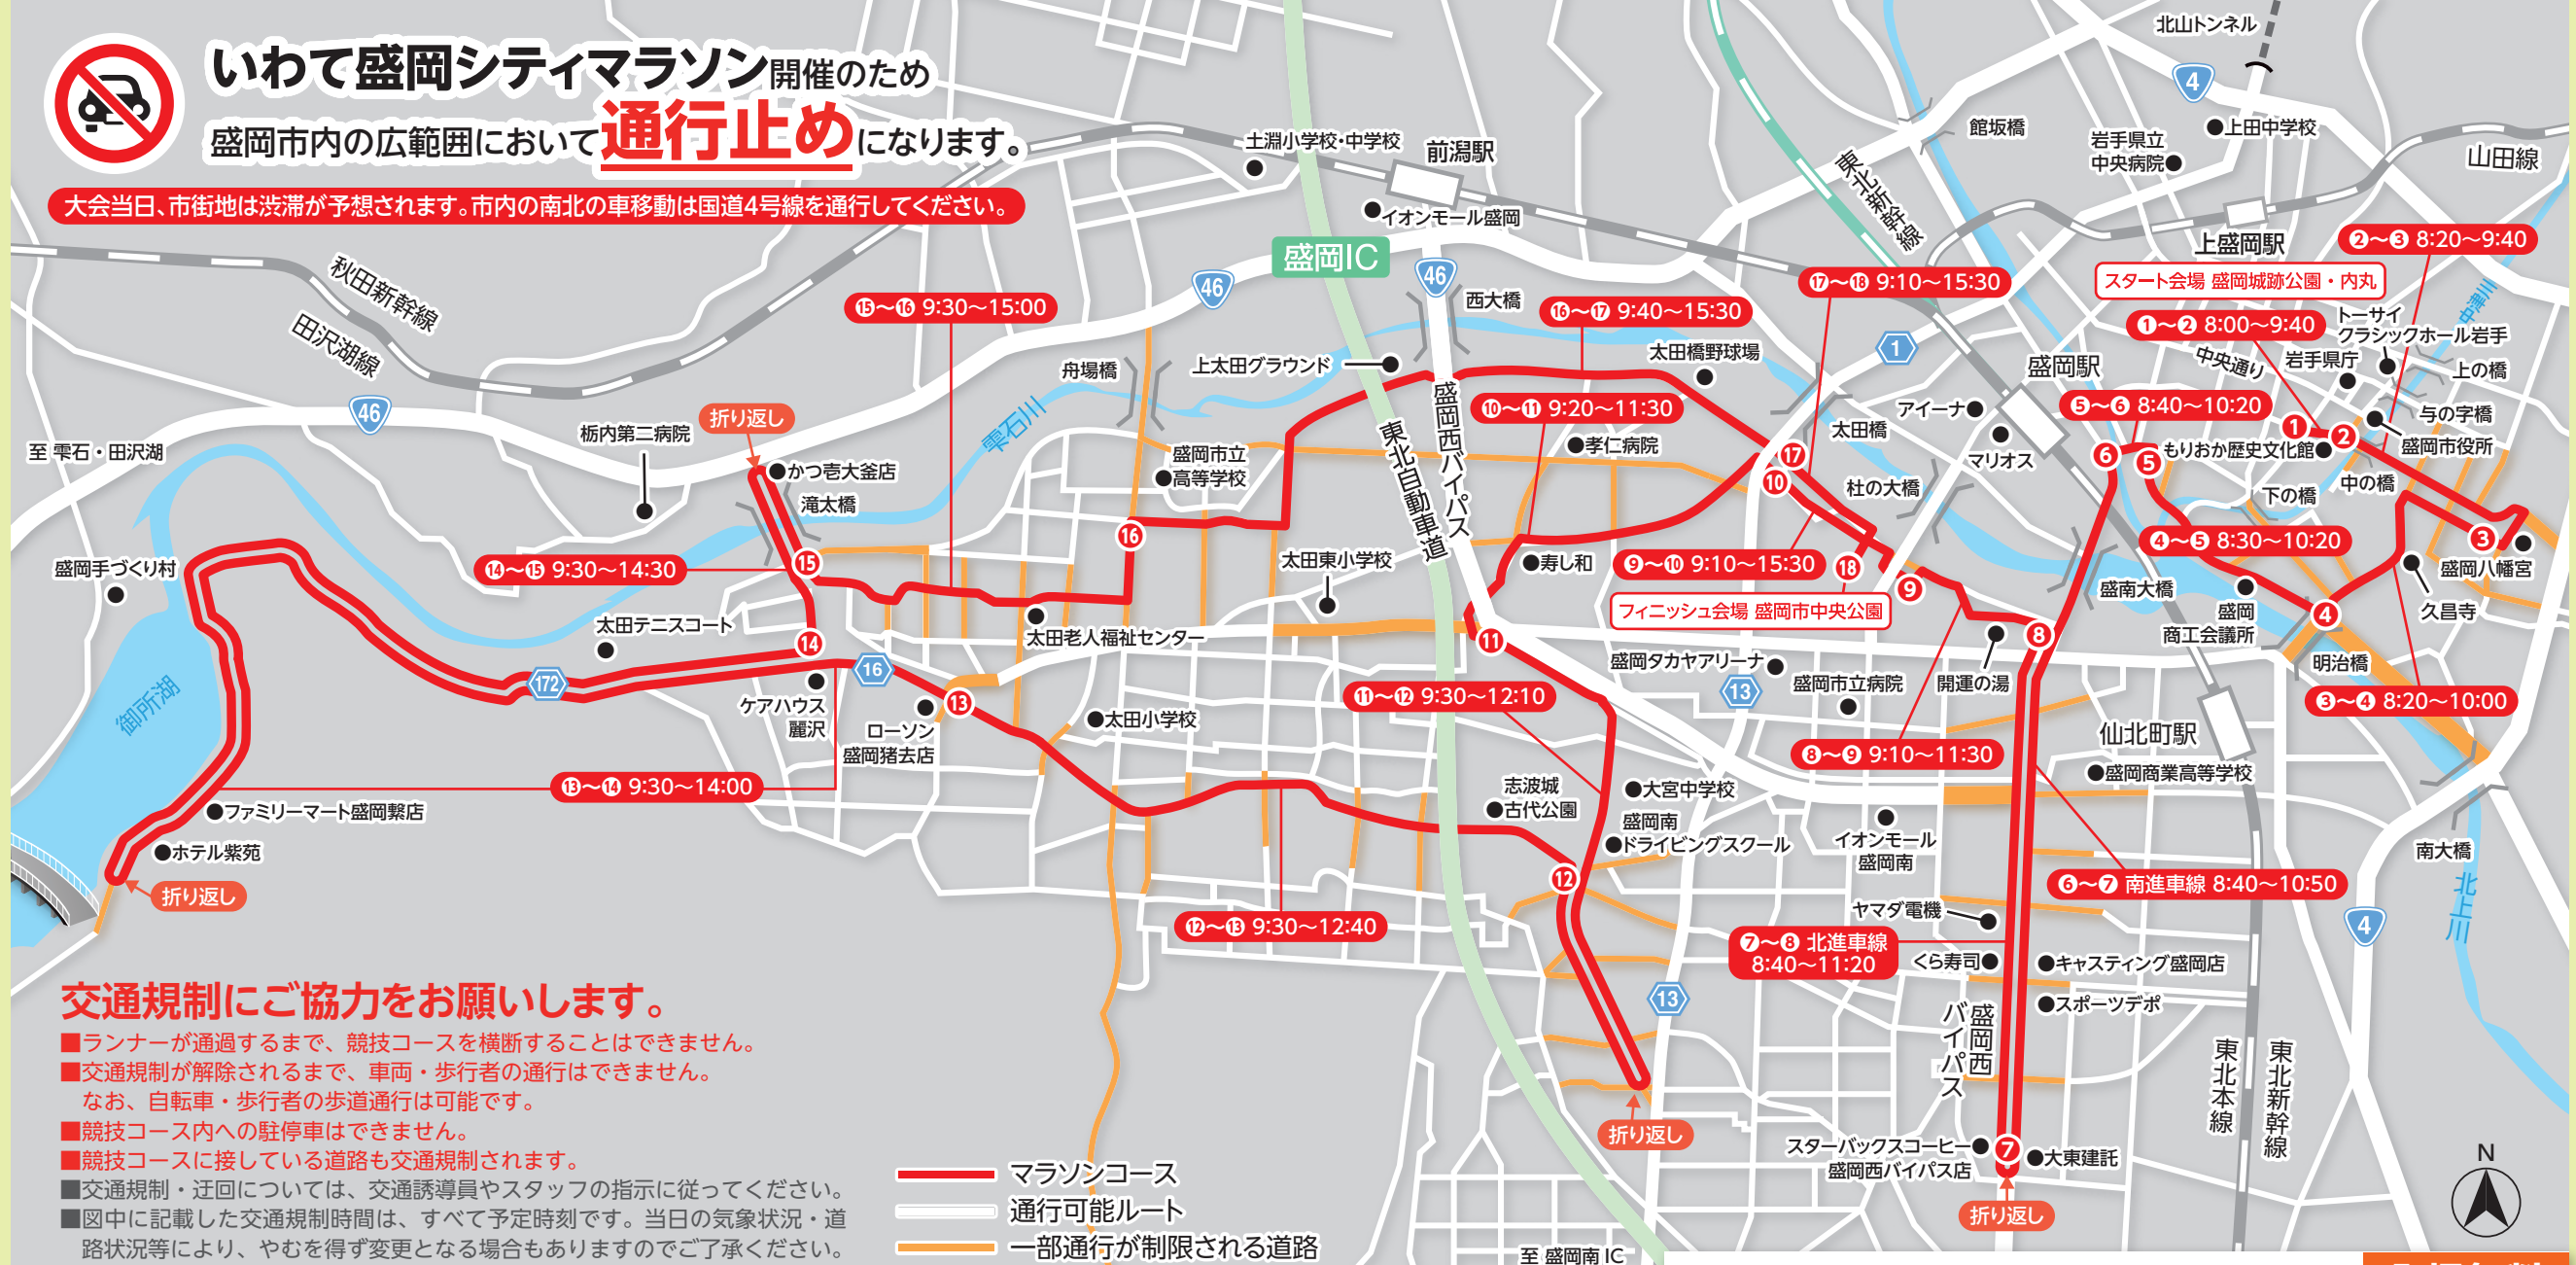 いわて盛岡シティマラソン開催のため
盛岡市内の広範囲において通行止めになります。
大会当日、市街地は渋滞が予想されます。市内の南北の車移動は国道4号線を通行してください。
北山トンネル
4
館坂橋
岩手県立
中央病院
上田中学校
山田線
土淵小学校・中学校
前潟駅
イオンモール盛岡
東北新幹線
上盛岡駅
❷〜❸ 8:20〜9:40
スタート会場 盛岡城跡公園・内丸
❶〜❷ 8:00〜9:40
トーサイ
クラシックホール岩手
中央通り
岩手県庁
上の橋
与の字橋
盛岡市役所
盛岡IC
46
46
46
西大橋
秋田新幹線
田沢湖線
⓯〜⓰ 9:30〜15:00
⓰〜⓱ 9:40〜15:30
⓱〜⓲ 9:10〜15:30
1
盛岡駅
太田橋野球場
上太田グラウンド
舟場橋
雫石川
❿〜⓫ 9:20〜11:30
アイーナ
マリオス
❺〜❻ 8:40〜10:20
もりおか歴史文化館
1
2
6
5
折り返し
栃内第二病院
至 雫石・田沢湖
かつ壱大釜店
滝太橋
盛岡市立
高等学校
盛岡西バイパス
東北自動車道
孝仁病院
太田橋
17
10
杜の大橋
下の橋
中の橋
16
15
⓮〜⓯ 9:30〜14:30
盛岡手づくり村
太田東小学校
寿し和
❾〜❿ 9:10〜15:30
18
9
フィニッシュ会場 盛岡市中央公園
❹〜❺ 8:30〜10:20
盛南大橋
盛岡
商工会議所
4
3
盛岡八幡宮
久昌寺
明治橋
太田テニスコート
太田老人福祉センター
14
11
8
172
16
13
御所湖
ケアハウス
麗沢
ローソン
盛岡猪去店
太田小学校
⓫〜⓬ 9:30〜12:10
盛岡タカヤアリーナ
13
盛岡市立病院
開運の湯
❸〜❹ 8:20〜10:00
仙北町駅
❽〜❾ 9:10〜11:30
盛岡商業高等学校
⓭〜⓮ 9:30〜14:00
ファミリーマート盛岡繋店
ホテル紫苑
折り返し
志波城
古代公園
大宮中学校
盛岡南
ドライビングスクール
イオンモール
盛岡南
南大橋
北上川
12
❻〜❼ 南進車線 8:40〜10:50
ヤマダ電機
⓬〜⓭ 9:30〜12:40
❼〜❽ 北進車線
8:40〜11:20
くら寿司
キャスティング盛岡店
4
13
スポーツデポ
盛岡西
バイパス
東北本線
東北新幹線
折り返し
スターバックスコーヒー
盛岡西バイパス店
7
大東建託
折り返し
N
交通規制にご協力をお願いします。
■ランナーが通過するまで、競技コースを横断することはできません。
■交通規制が解除されるまで、車両・歩行者の通行はできません。
なお、自転車・歩行者の歩道通行は可能です。
■競技コース内への駐停車はできません。
■競技コースに接している道路も交通規制されます。
■交通規制・迂回については、交通誘導員やスタッフの指示に従ってください。
■図中に記載した交通規制時間は、すべて予定時刻です。当日の気象状況・道
路状況等により、やむを得ず変更となる場合もありますのでご了承ください。
マラソンコース
通行可能ルート
一部通行が制限される道路
至 盛岡南 IC